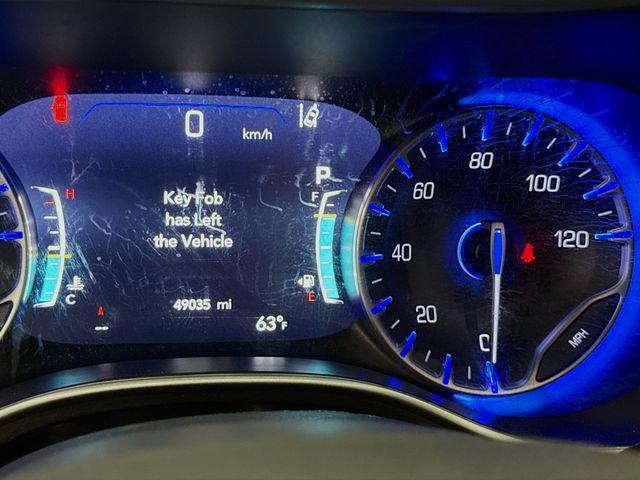 0
km/h
P
H
F
Key Fob
has Left
the Vehicle
C
E
49035 mi
A
--
63°F
0
20
40
60
80
100
120
MPH